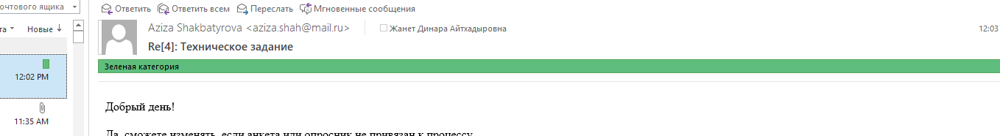 очтового ящика
Ответить Ответить всем Переслать Мгновенные сообщения
та Новые
Aziza Shakbatyrova <aziza.shah@mail.ru> Жанет Динара Айтхадыровна 12:03
Re[4]: Техническое задание
12:02 PM
Зеленая категория
Добрый день!
11:35 AM
Да, сможете изменять, если анкета или опросник не привязан к процессу